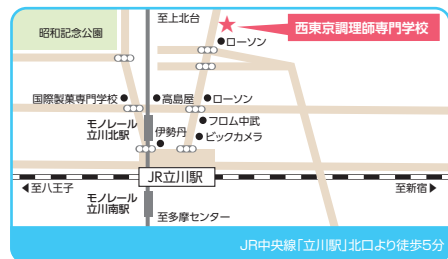 至上北台
昭和記念公園
西東京調理師専門学校
ローソン
国際製菓専門学校
高島屋
ローソン
モノレール
立川北駅
フロム中武
伊勢丹
ビックカメラ
JR立川駅
至八王子
至新宿
モノレール
立川南駅
至多摩センター
JR中央線「立川駅」北口より徒歩5分